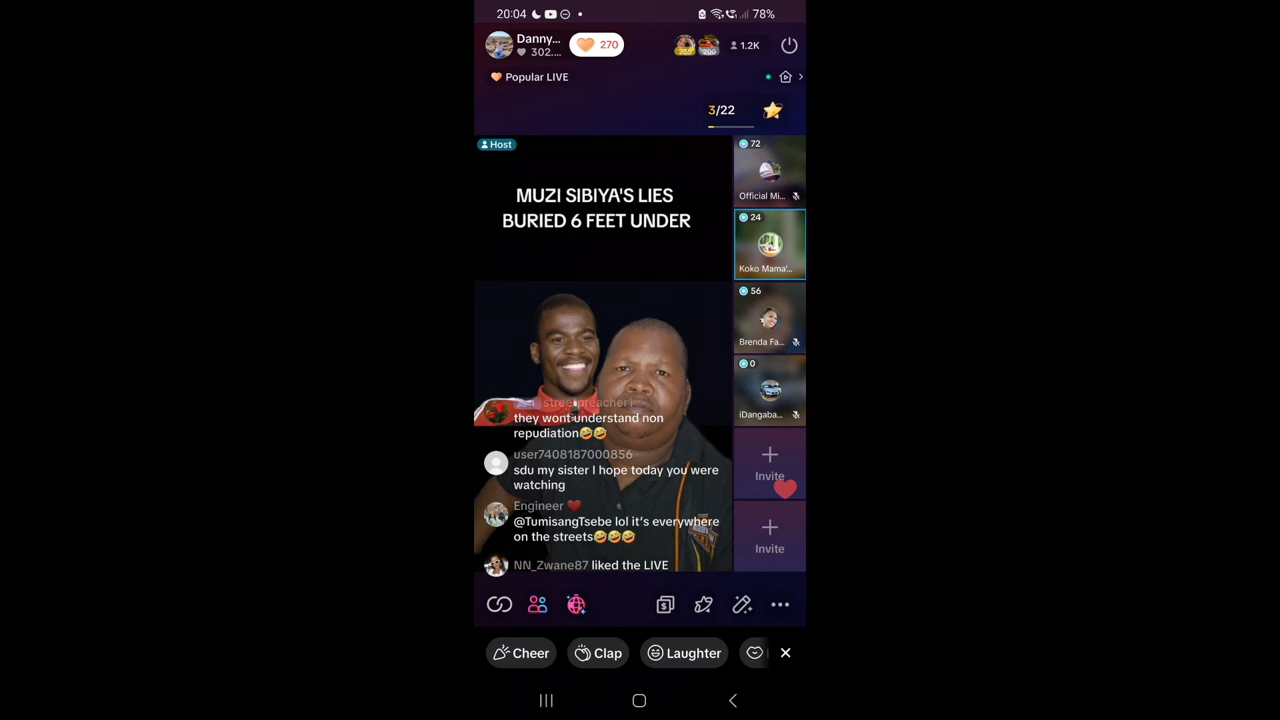 20:04
78%
Danny...
302....
270
265
200
1.2K
Popular LIVE
3/22
Host
72
MUZI SIBIYA'S LIES
BURIED 6 FEET UNDER
Official Mi...
24
Koko Mama'...
56
Brenda Fa...
0
iDangaba...
they wont understand non
repudiation🤣🤣
user7408187000856
sdu my sister I hope today you were
watching
Engineer ❤️
@TumisangTsebe lol it's everywhere
on the streets🤣🤣🤣
NN_Zwane87 liked the LIVE
Invite
Invite
Cheer
Clap
Laughter